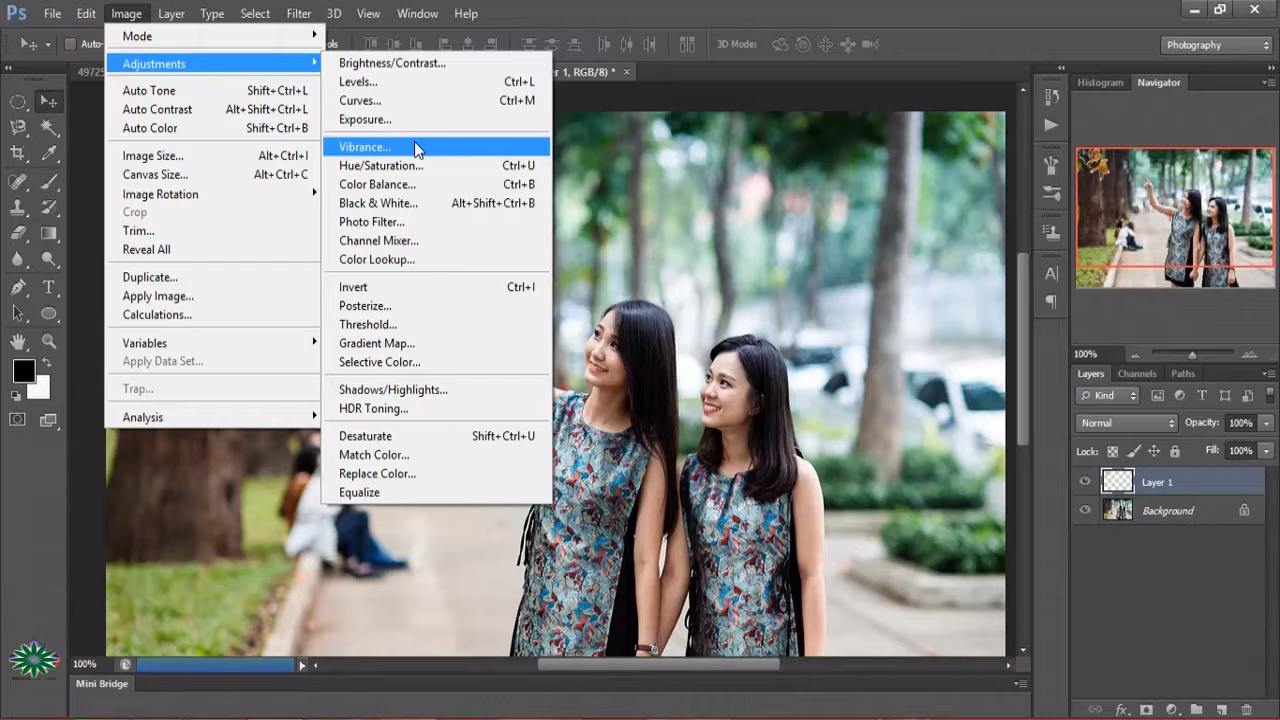 Ps File Edit Image Layer Type Select Filter 3D View Window Help
Auto-
3D Mode:
Photography
49725
er 1, RGB/8) * ×
Mode
Adjustments
Auto Tone Shift+Ctrl+L
Auto Contrast Alt+Shift+Ctrl+L
Auto Color Shift+Ctrl+B
Image Size... Alt+Ctrl+I
Canvas Size... Alt+Ctrl+C
Image Rotation
Crop
Trim...
Reveal All
Duplicate...
Apply Image...
Calculations...
Variables
Apply Data Set...
Trap...
Analysis
Brightness/Contrast...
Levels... Ctrl+L
Curves... Ctrl+M
Exposure...
Vibrance...
Hue/Saturation... Ctrl+U
Color Balance... Ctrl+B
Black & White... Alt+Shift+Ctrl+B
Photo Filter...
Channel Mixer...
Color Lookup...
Invert Ctrl+I
Posterize...
Threshold...
Gradient Map...
Selective Color...
Shadows/Highlights...
HDR Toning...
Desaturate Shift+Ctrl+U
Match Color...
Replace Color...
Equalize
Histogram Navigator
100%
Layers Channels Paths
Kind
Normal Opacity: 100%
Lock: Fill: 100%
Layer 1
Background
100%
Mini Bridge